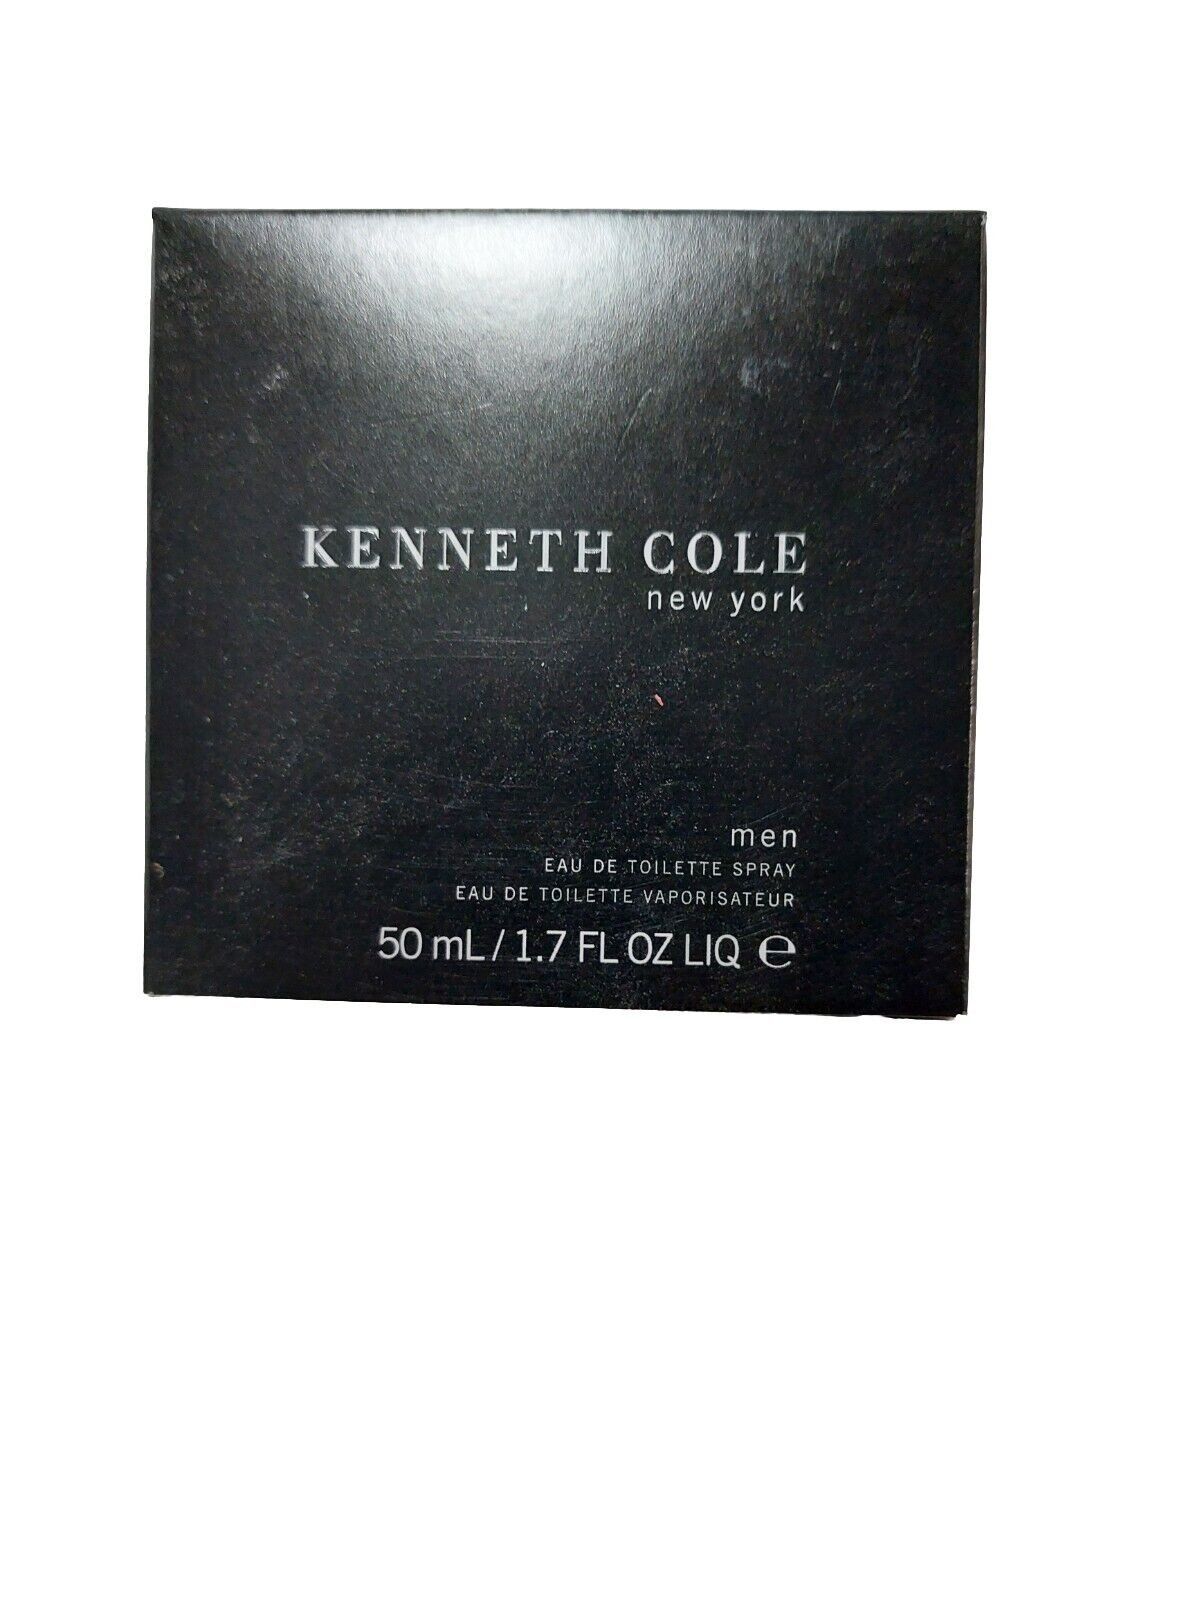 KENNETH COLE
new york
men
EAU DE TOILETTE SPRAY
EAU DE TOILETTE VAPORISATEUR
50 mL / 1.7 FL OZ LIQ ℮